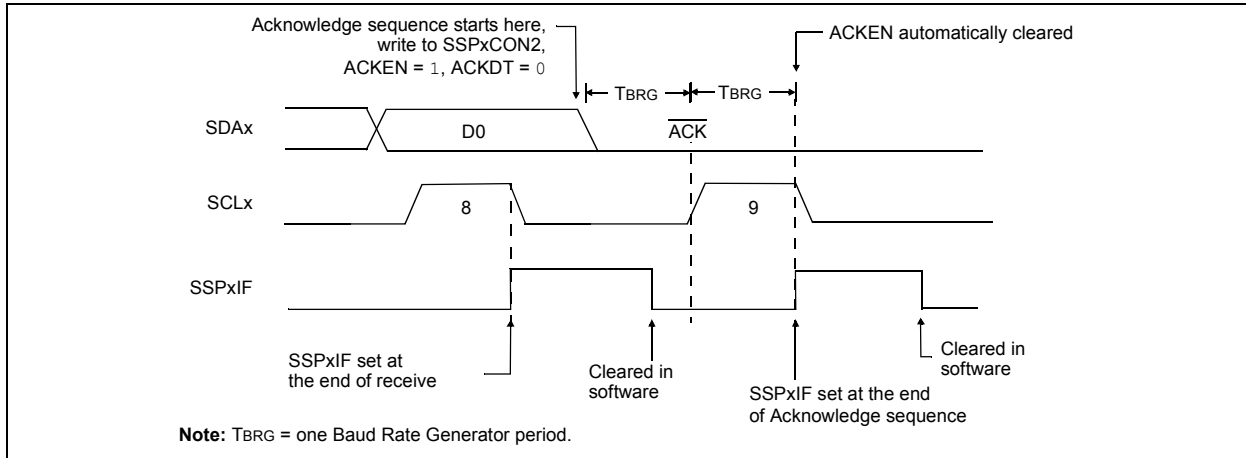 Acknowledge sequence starts here,
write to SSPxCON2,
ACKEN = 1, ACKDT = 0
ACKEN automatically cleared
TBRG
TBRG
SDAx
D0
ACK
SCLx
8
9
SSPxIF
SSPxIF set at
the end of receive
Cleared in
software
SSPxIF set at the end
of Acknowledge sequence
Cleared in
software
Note: TBRG = one Baud Rate Generator period.